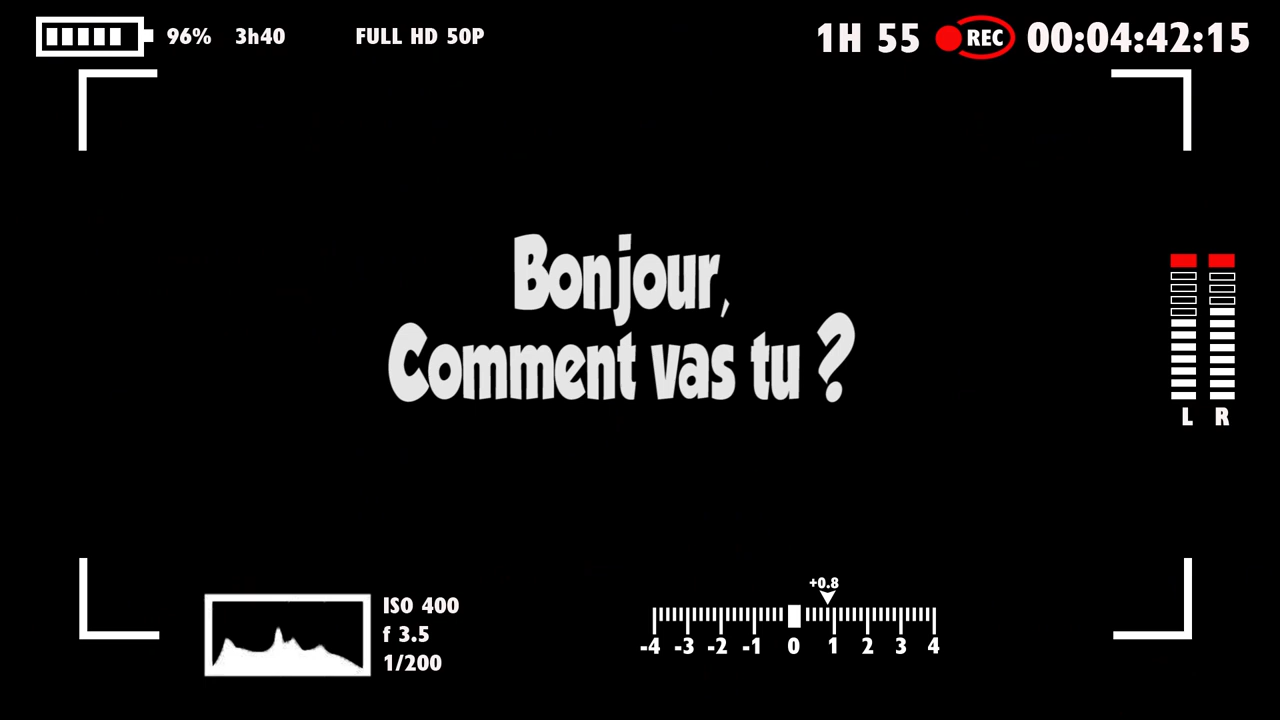 96% 3h40 FULL HD 50P 1H 55 REC 00:04:42:15
Bonjour,
Comment vas tu ?
L R
ISO 400
f 3.5
1/200
+0.8
-4 -3 -2 -1 0 1 2 3 4